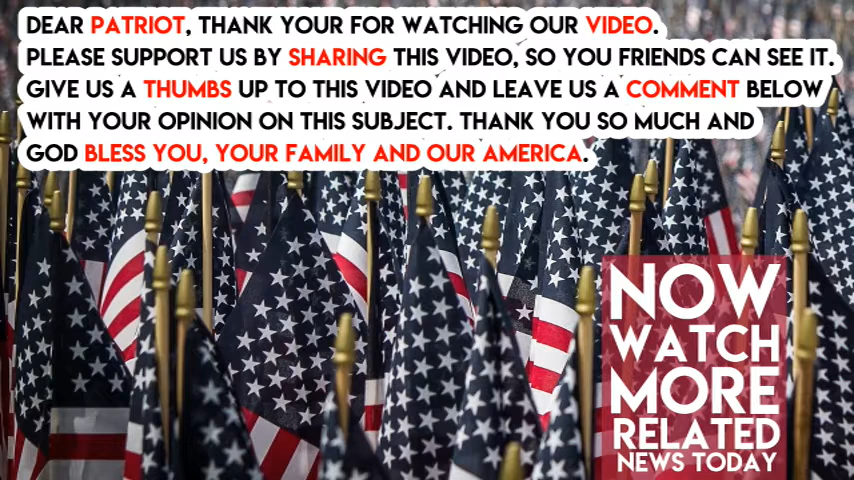 DEAR PATRIOT, THANK YOUR FOR WATCHING OUR VIDEO.
PLEASE SUPPORT US BY SHARING THIS VIDEO, SO YOU FRIENDS CAN SEE IT.
GIVE US A THUMBS UP TO THIS VIDEO AND LEAVE US A COMMENT BELOW
WITH YOUR OPINION ON THIS SUBJECT. THANK YOU SO MUCH AND
GOD BLESS YOU, YOUR FAMILY AND OUR AMERICA.
NOW
WATCH
MORE
RELATED
NEWS TODAY